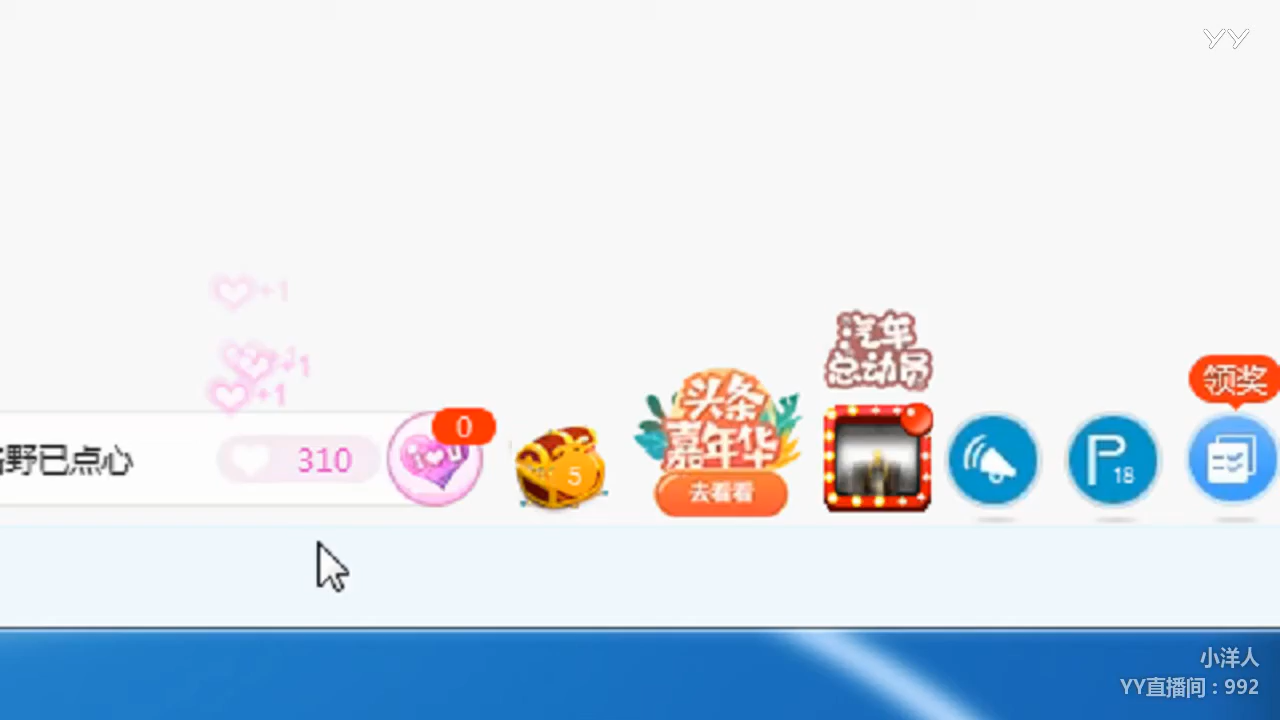 YY
+1
+1
+1
汽车
总动员
头条
嘉年华
去看看
领奖
野已点心
310
0
i♥u
5
P18
小洋人
YY直播间:992